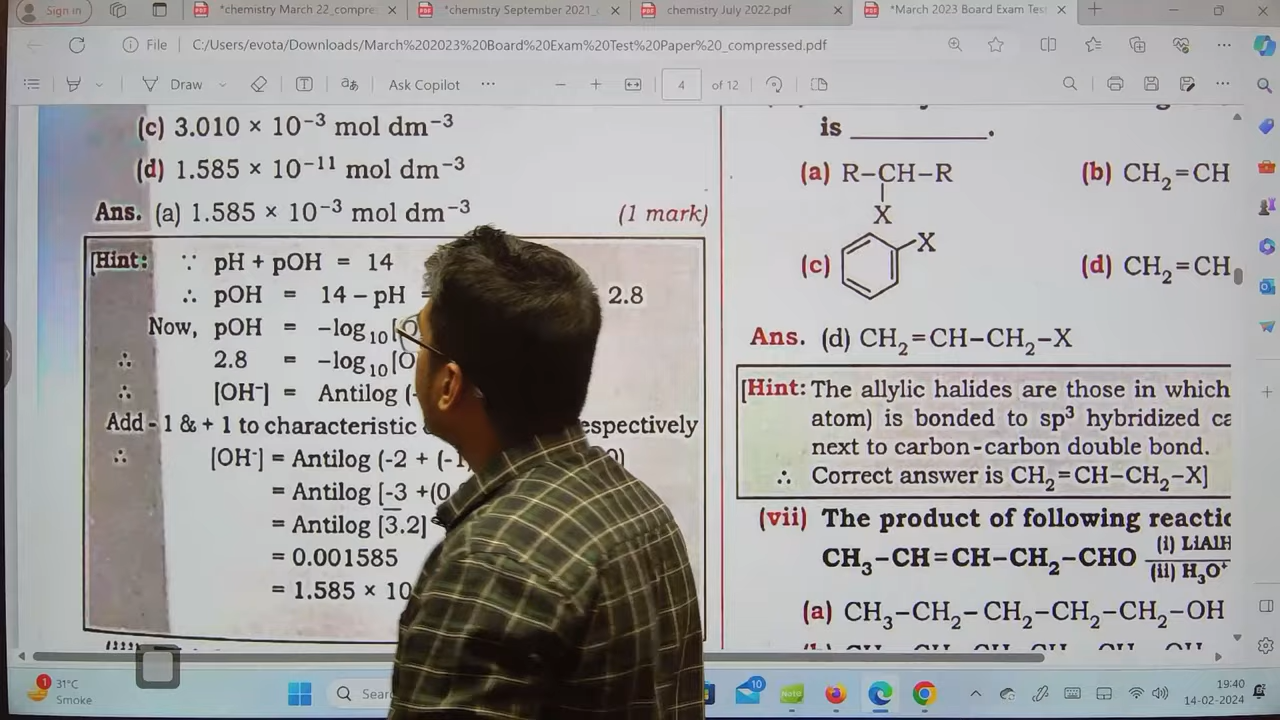 Sign in
*chemistry March 22_compre
*chemistry September 2021_
chemistry July 2022.pdf
*March 2023 Board Exam Tes
File
C:/Users/evota/Downloads/March%202023%20Board%20Exam%20Test%20Paper%20_compressed.pdf
Draw
Ask Copilot
4
of 12
(c) 3.010 × 10⁻³ mol dm⁻³
(d) 1.585 × 10⁻¹¹ mol dm⁻³
Ans. (a) 1.585 × 10⁻³ mol dm⁻³ (1 mark)
[Hint: ∵ pH + pOH = 14
∴ pOH = 14 – pH = 2.8
Now, pOH = –log₁₀[O
∴ 2.8 = –log₁₀[O
∴ [OH⁻] = Antilog (-
Add - 1 & + 1 to characteristic espectively
∴ [OH⁻] = Antilog (-2 + (-1 0)
= Antilog [-3 +(0
= Antilog [3̅.2]
= 0.001585
= 1.585 × 10
is ____________.
(a) R–CH–R
X
(b) CH₂=CH
(c) X
(d) CH₂=CH
Ans. (d) CH₂=CH–CH₂–X
[Hint: The allylic halides are those in which
atom) is bonded to sp³ hybridized ca
next to carbon-carbon double bond.
∴ Correct answer is CH₂=CH–CH₂–X]
(vii) The product of following reactio
CH₃–CH=CH–CH₂–CHO (i) LiAlH
(ii) H₃O⁺
(a) CH₃–CH₂–CH₂–CH₂–CH₂–OH
1
31°C
Smoke
Sear
10
19:40
14-02-2024